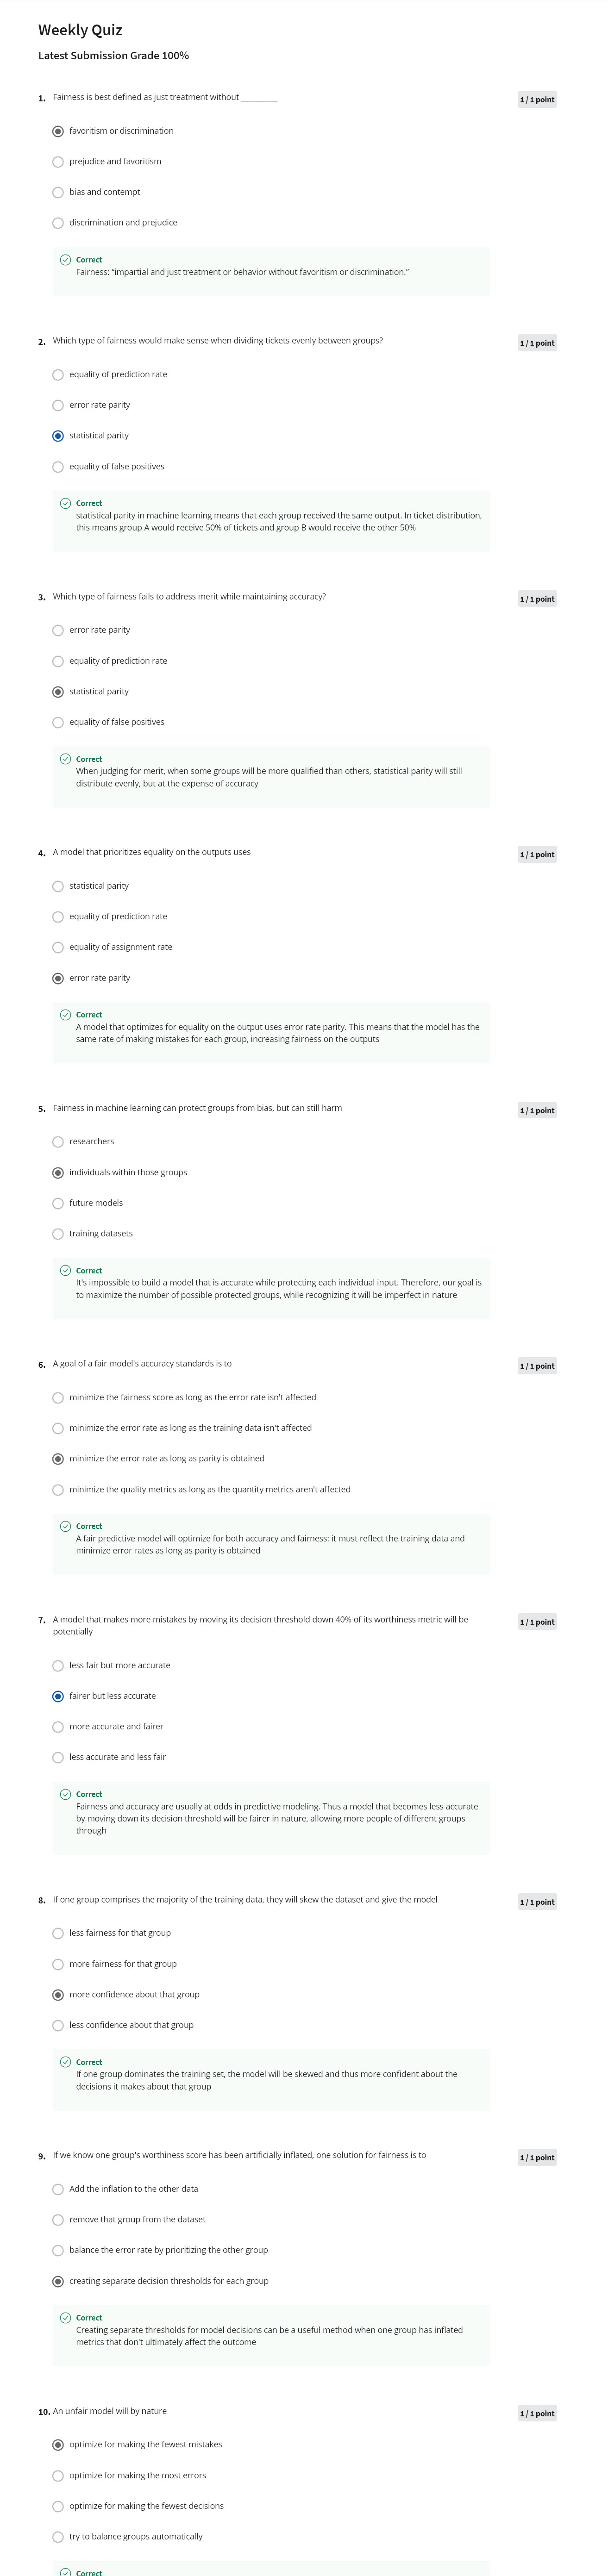 Weekly Quiz
Latest Submission Grade 100%
1. Fairness is best defined as just treatment without ________
1 / 1 point
favoritism or discrimination
prejudice and favoritism
bias and contempt
discrimination and prejudice
Correct
Fairness: “impartial and just treatment or behavior without favoritism or discrimination.”
2. Which type of fairness would make sense when dividing tickets evenly between groups?
1 / 1 point
equality of prediction rate
error rate parity
statistical parity
equality of false positives
Correct
statistical parity in machine learning means that each group received the same output. In ticket distribution,
this means group A would receive 50% of tickets and group B would receive the other 50%
3. Which type of fairness fails to address merit while maintaining accuracy?
1 / 1 point
error rate parity
equality of prediction rate
statistical parity
equality of false positives
Correct
When judging for merit, when some groups will be more qualified than others, statistical parity will still
distribute evenly, but at the expense of accuracy
4. A model that prioritizes equality on the outputs uses
1 / 1 point
statistical parity
equality of prediction rate
equality of assignment rate
error rate parity
Correct
A model that optimizes for equality on the output uses error rate parity. This means that the model has the
same rate of making mistakes for each group, increasing fairness on the outputs
5. Fairness in machine learning can protect groups from bias, but can still harm
1 / 1 point
researchers
individuals within those groups
future models
training datasets
Correct
It's impossible to build a model that is accurate while protecting each individual input. Therefore, our goal is
to maximize the number of possible protected groups, while recognizing it will be imperfect in nature
6. A goal of a fair model's accuracy standards is to
1 / 1 point
minimize the fairness score as long as the error rate isn't affected
minimize the error rate as long as the training data isn't affected
minimize the error rate as long as parity is obtained
minimize the quality metrics as long as the quantity metrics aren't affected
Correct
A fair predictive model will optimize for both accuracy and fairness: it must reflect the training data and
minimize error rates as long as parity is obtained
7. A model that makes more mistakes by moving its decision threshold down 40% of its worthiness metric will be
potentially
1 / 1 point
less fair but more accurate
fairer but less accurate
more accurate and fairer
less accurate and less fair
Correct
Fairness and accuracy are usually at odds in predictive modeling. Thus a model that becomes less accurate
by moving down its decision threshold will be fairer in nature, allowing more people of different groups
through
8. If one group comprises the majority of the training data, they will skew the dataset and give the model
1 / 1 point
less fairness for that group
more fairness for that group
more confidence about that group
less confidence about that group
Correct
If one group dominates the training set, the model will be skewed and thus more confident about the
decisions it makes about that group
9. If we know one group's worthiness score has been artificially inflated, one solution for fairness is to
1 / 1 point
Add the inflation to the other data
remove that group from the dataset
balance the error rate by prioritizing the other group
creating separate decision thresholds for each group
Correct
Creating separate thresholds for model decisions can be a useful method when one group has inflated
metrics that don't ultimately affect the outcome
10. An unfair model will by nature
1 / 1 point
optimize for making the fewest mistakes
optimize for making the most errors
optimize for making the fewest decisions
try to balance groups automatically
Correct